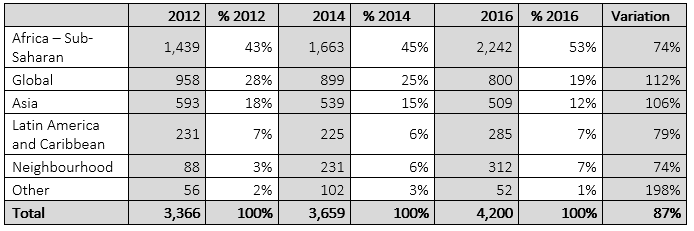 2012 % 2012 2014 % 2014 2016 % 2016 Variation
Africa – Sub-
Saharan 1,439 43% 1,663 45% 2,242 53% 74%
Global 958 28% 899 25% 800 19% 112%
Asia 593 18% 539 15% 509 12% 106%
Latin America
and Caribbean 231 7% 225 6% 285 7% 79%
Neighbourhood 88 3% 231 6% 312 7% 74%
Other 56 2% 102 3% 52 1% 198%
Total 3,366 100% 3,659 100% 4,200 100% 87%